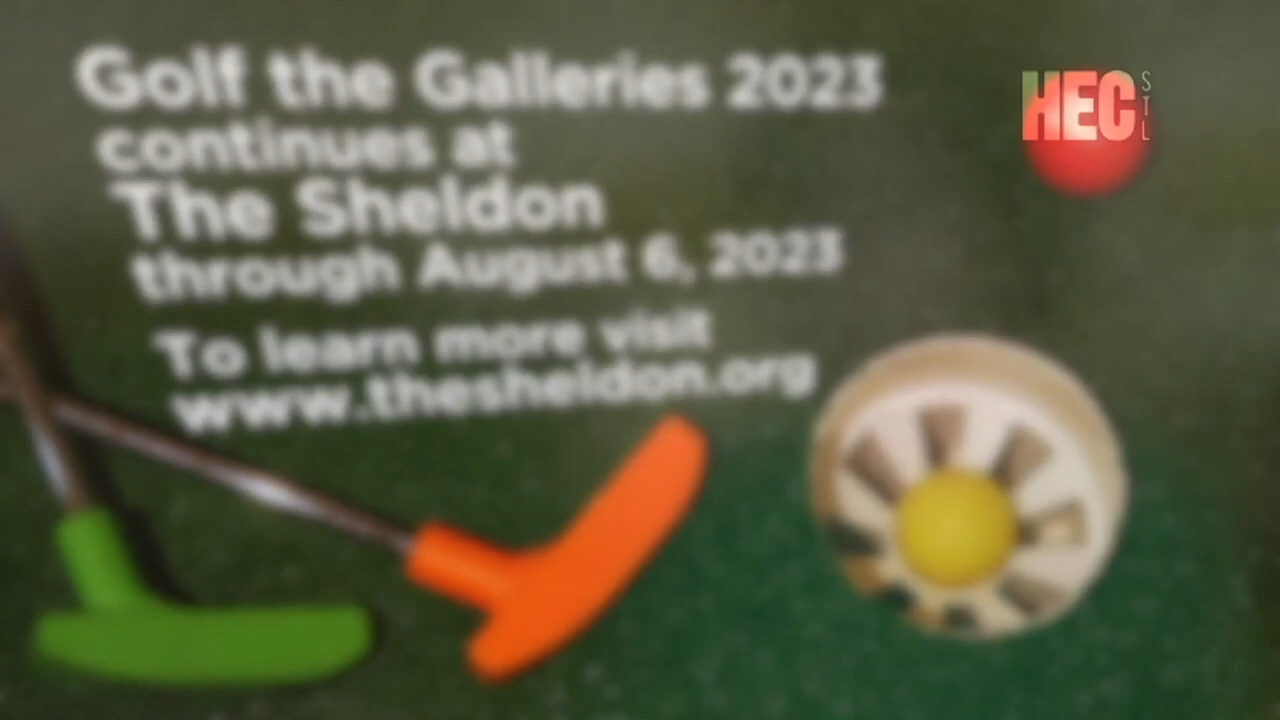 Golf the Galleries 2023
continues at
The Sheldon
through August 6, 2023
To learn more visit
www.thesheldon.org
HEC
STL